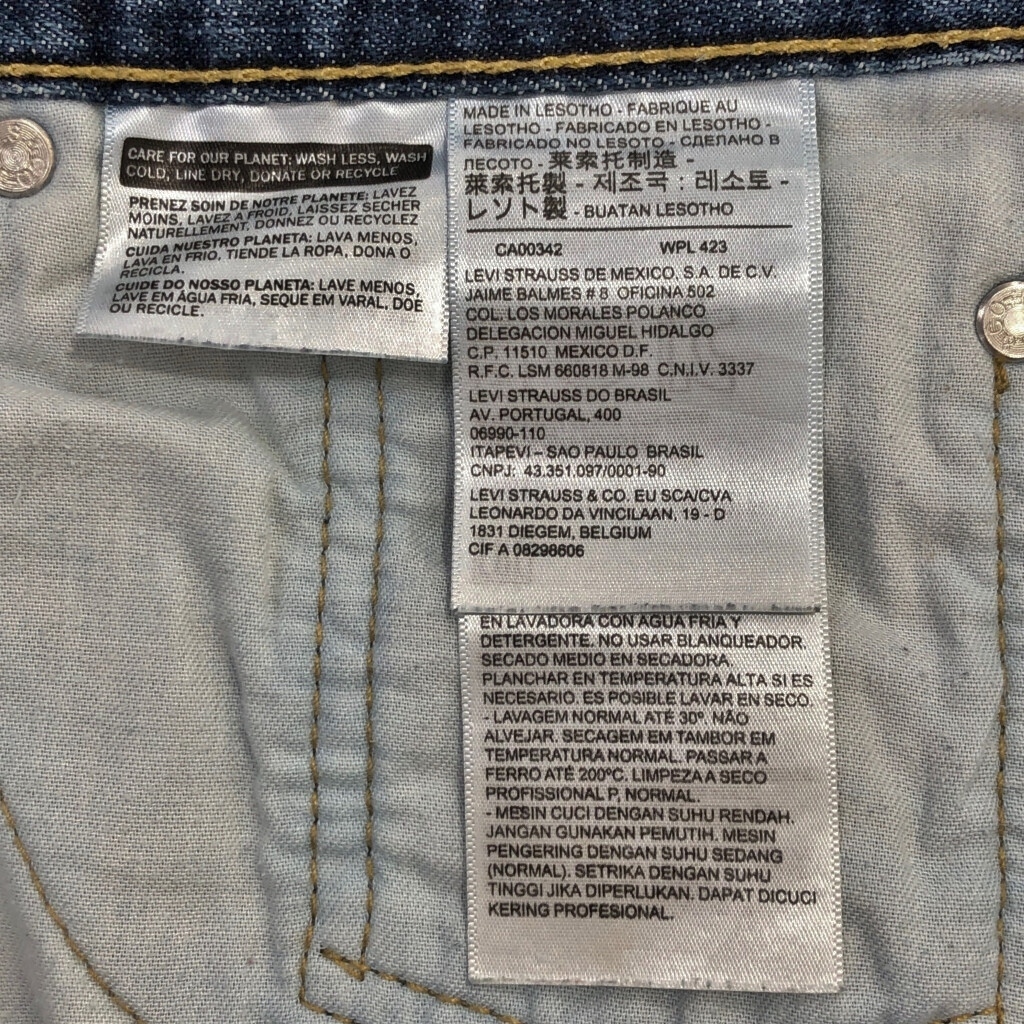 CARE FOR OUR PLANET: WASH LESS, WASH
COLD, LINE DRY, DONATE OR RECYCLE
PRENEZ SOIN DE NOTRE PLANETE: LAVEZ
MOINS, LAVEZ A FROID, LAISSEZ SECHER
NATURELLEMENT, DONNEZ OU RECYCLEZ
CUIDA NUESTRO PLANETA: LAVA MENOS,
LAVA EN FRIO, TIENDE LA ROPA, DONA O
RECICLA.
CUIDE DO NOSSO PLANETA: LAVE MENOS,
LAVE EM ÁGUA FRIA, SEQUE EM VARAL, DOE
OU RECICLE.
MADE IN LESOTHO - FABRIQUE AU
LESOTHO - FABRICADO EN LESOTHO -
FABRICADO NO LESOTO - СДЕЛАНО В
ЛЕСОТО - 莱索托制造 -
萊索托製 - 제조국 : 레소토 -
レソト製 - BUATAN LESOTHO
CA00342 WPL 423
LEVI STRAUSS DE MEXICO, S.A. DE C.V.
JAIME BALMES # 8 OFICINA 502
COL. LOS MORALES POLANCO
DELEGACION MIGUEL HIDALGO
C.P. 11510 MEXICO D.F.
R.F.C. LSM 660818 M-98 C.N.I.V. 3337
LEVI STRAUSS DO BRASIL
AV. PORTUGAL, 400
06990-110
ITAPEVI – SAO PAULO BRASIL
CNPJ: 43.351.097/0001-90
LEVI STRAUSS & CO. EU SCA/CVA
LEONARDO DA VINCILAAN, 19 - D
1831 DIEGEM, BELGIUM
CIF A 08298606
EN LAVADORA CON AGUA FRIA Y
DETERGENTE. NO USAR BLANQUEADOR.
SECADO MEDIO EN SECADORA.
PLANCHAR EN TEMPERATURA ALTA SI ES
NECESARIO. ES POSIBLE LAVAR EN SECO.
- LAVAGEM NORMAL ATÉ 30º. NÃO
ALVEJAR. SECAGEM EM TAMBOR EM
TEMPERATURA NORMAL. PASSAR A
FERRO ATÉ 200ºC. LIMPEZA A SECO
PROFISSIONAL P, NORMAL.
- MESIN CUCI DENGAN SUHU RENDAH.
JANGAN GUNAKAN PEMUTIH. MESIN
PENGERING DENGAN SUHU SEDANG
(NORMAL). SETRIKA DENGAN SUHU
TINGGI JIKA DIPERLUKAN. DAPAT DICUCI
KERING PROFESIONAL.